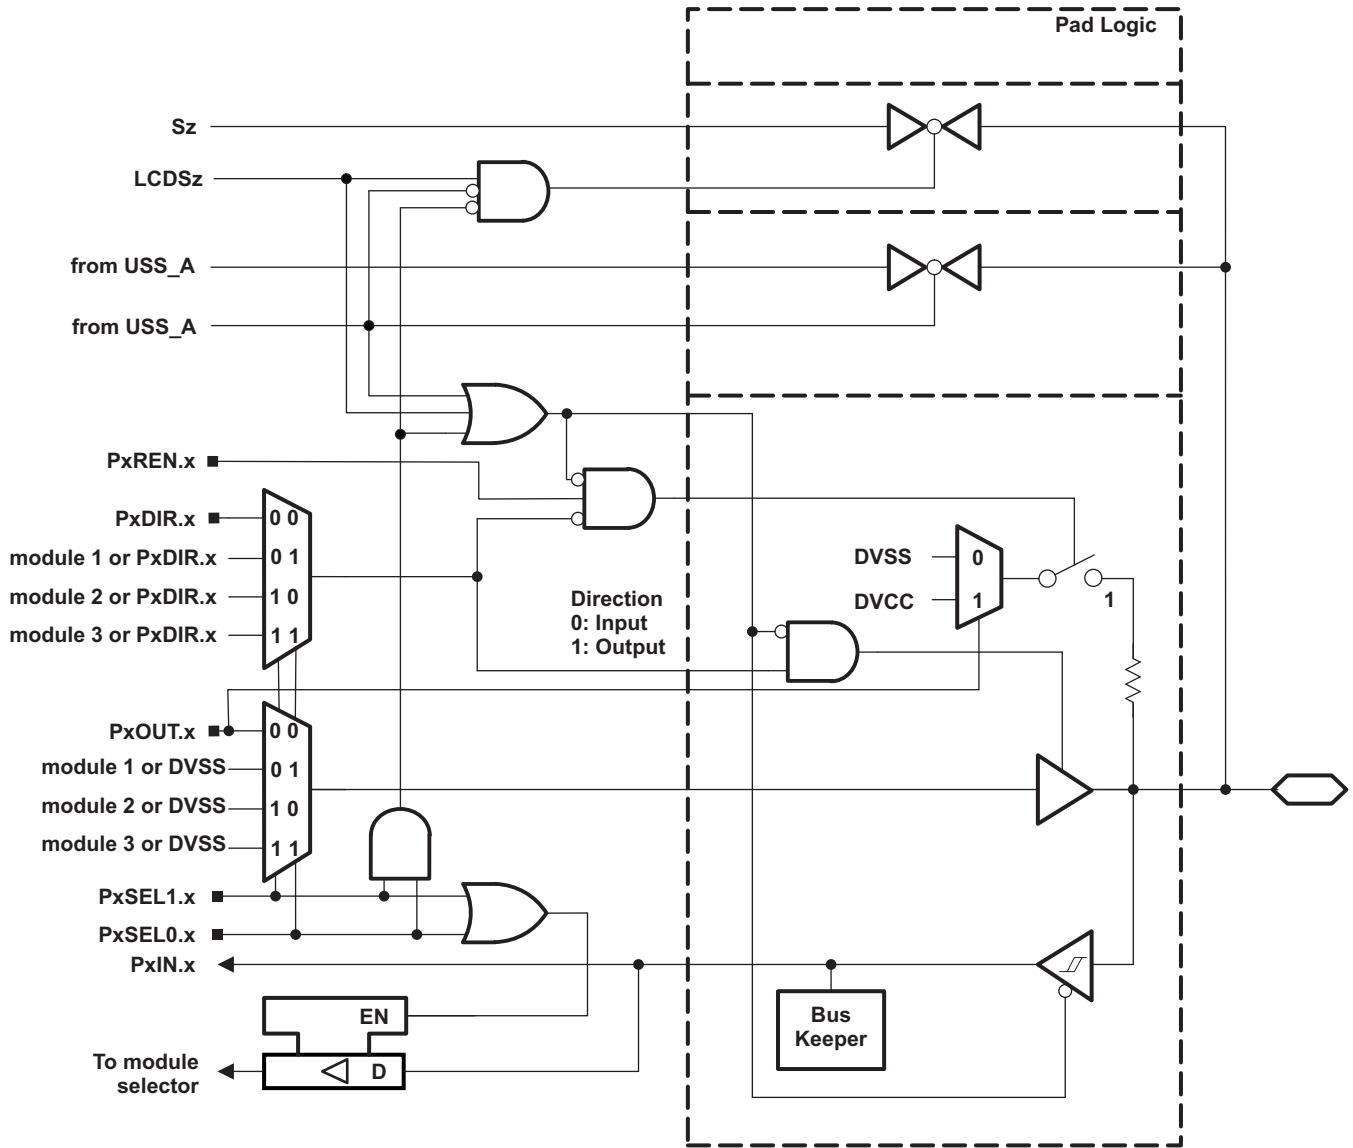 Pad Logic
Sz
LCDSz
from USS_A
from USS_A
PxREN.x
PxDIR.x
0 0
module 1 or PxDIR.x
0 1
module 2 or PxDIR.x
1 0
module 3 or PxDIR.x
1 1
DVSS
0
DVCC
1
1
Direction
0: Input
1: Output
PxOUT.x
0 0
module 1 or DVSS
0 1
module 2 or DVSS
1 0
module 3 or DVSS
1 1
PxSEL1.x
PxSEL0.x
PxIN.x
EN
Bus
Keeper
To module
selector
D